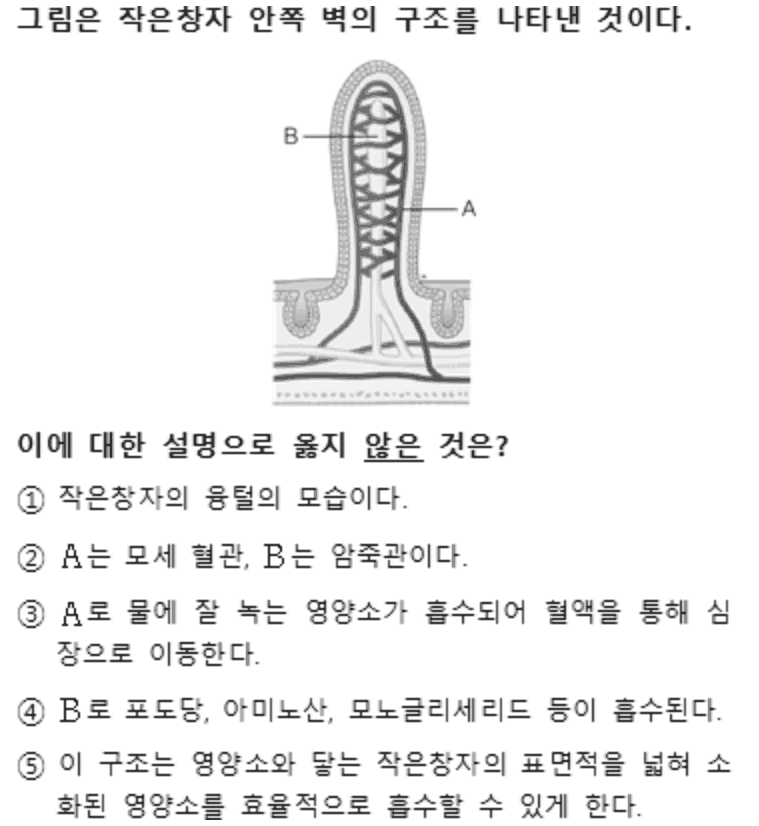 그림은 작은창자 안쪽 벽의 구조를 나타낸 것이다.
B
A
이에 대한 설명으로 옳지 않은 것은?
① 작은창자의 융털의 모습이다.
② A는 모세 혈관, B는 암죽관이다.
③ A로 물에 잘 녹는 영양소가 흡수되어 혈액을 통해 심
장으로 이동한다.
④ B로 포도당, 아미노산, 모노글리세리드 등이 흡수된다.
⑤ 이 구조는 영양소와 닿는 작은창자의 표면적을 넓혀 소
화된 영양소를 효율적으로 흡수할 수 있게 한다.